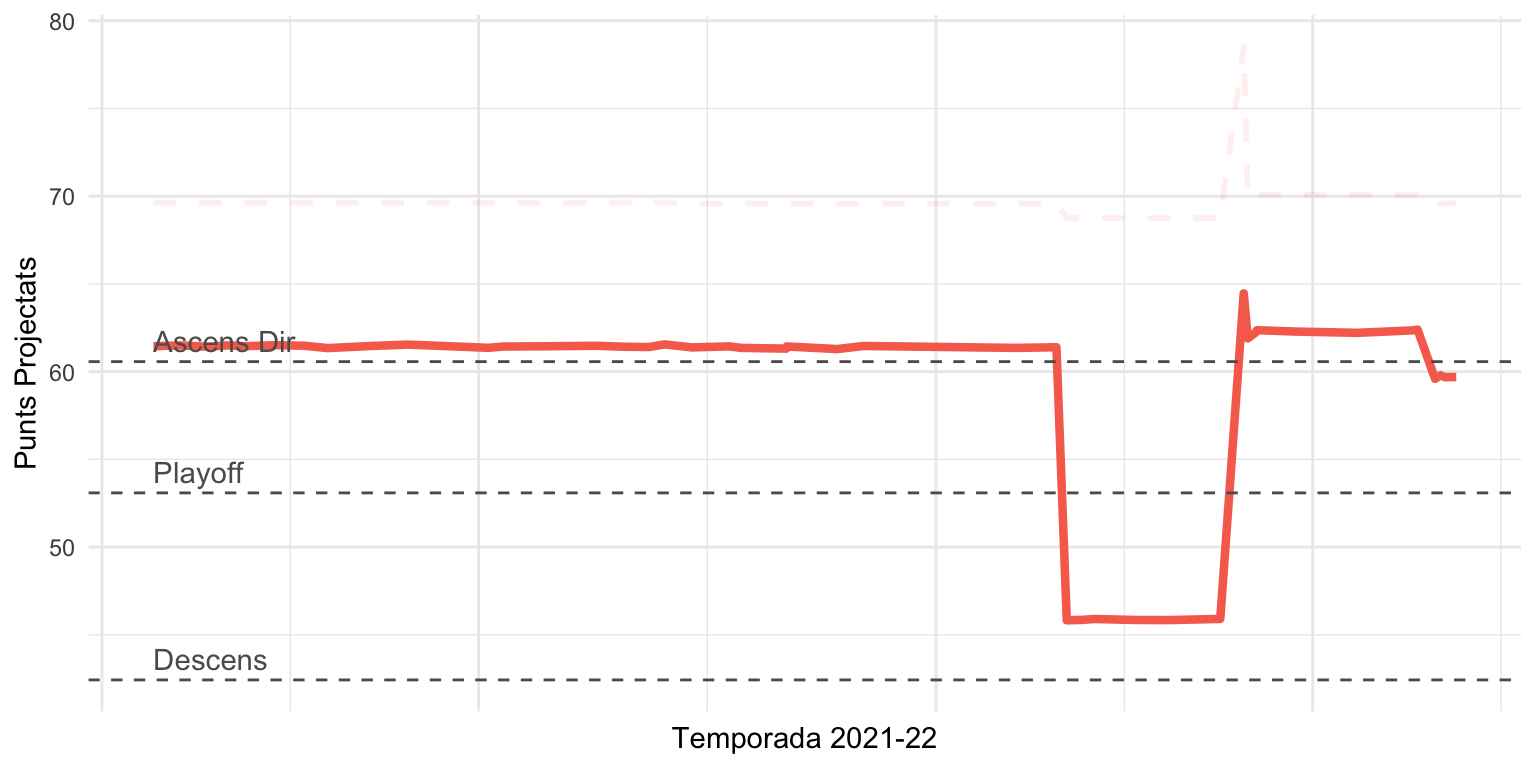 80
70
60
50
Punts Projectats
Ascens Dir
Playoff
Descens
Temporada 2021-22